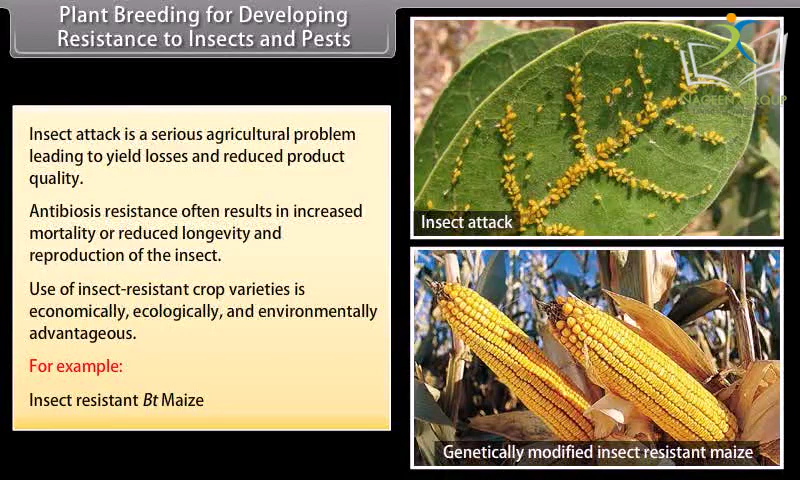 Plant Breeding for Developing
Resistance to Insects and Pests
Insect attack is a serious agricultural problem
leading to yield losses and reduced product
quality.
Antibiosis resistance often results in increased
mortality or reduced longevity and
reproduction of the insect.
Use of insect-resistant crop varieties is
economically, ecologically, and environmentally
advantageous.
For example:
Insect resistant Bt Maize
NAGEEN GROUP
Insect attack
Genetically modified insect resistant maize